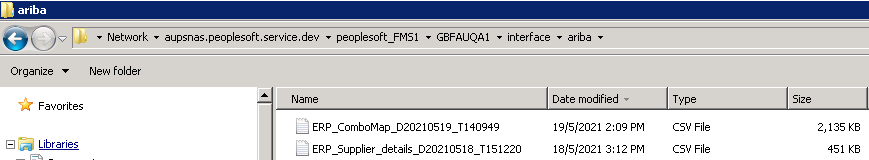 ariba
Network aupsnas.peoplesoft.service.dev peoplesoft_FMS1 GBFAUQA1 interface ariba
Organize New folder
Favorites
Libraries
Name Date modified Type Size
ERP_ComboMap_D20210519_T140949 19/5/2021 2:09 PM CSV File 2,135 KB
ERP_Supplier_details_D20210518_T151220 18/5/2021 3:12 PM CSV File 451 KB